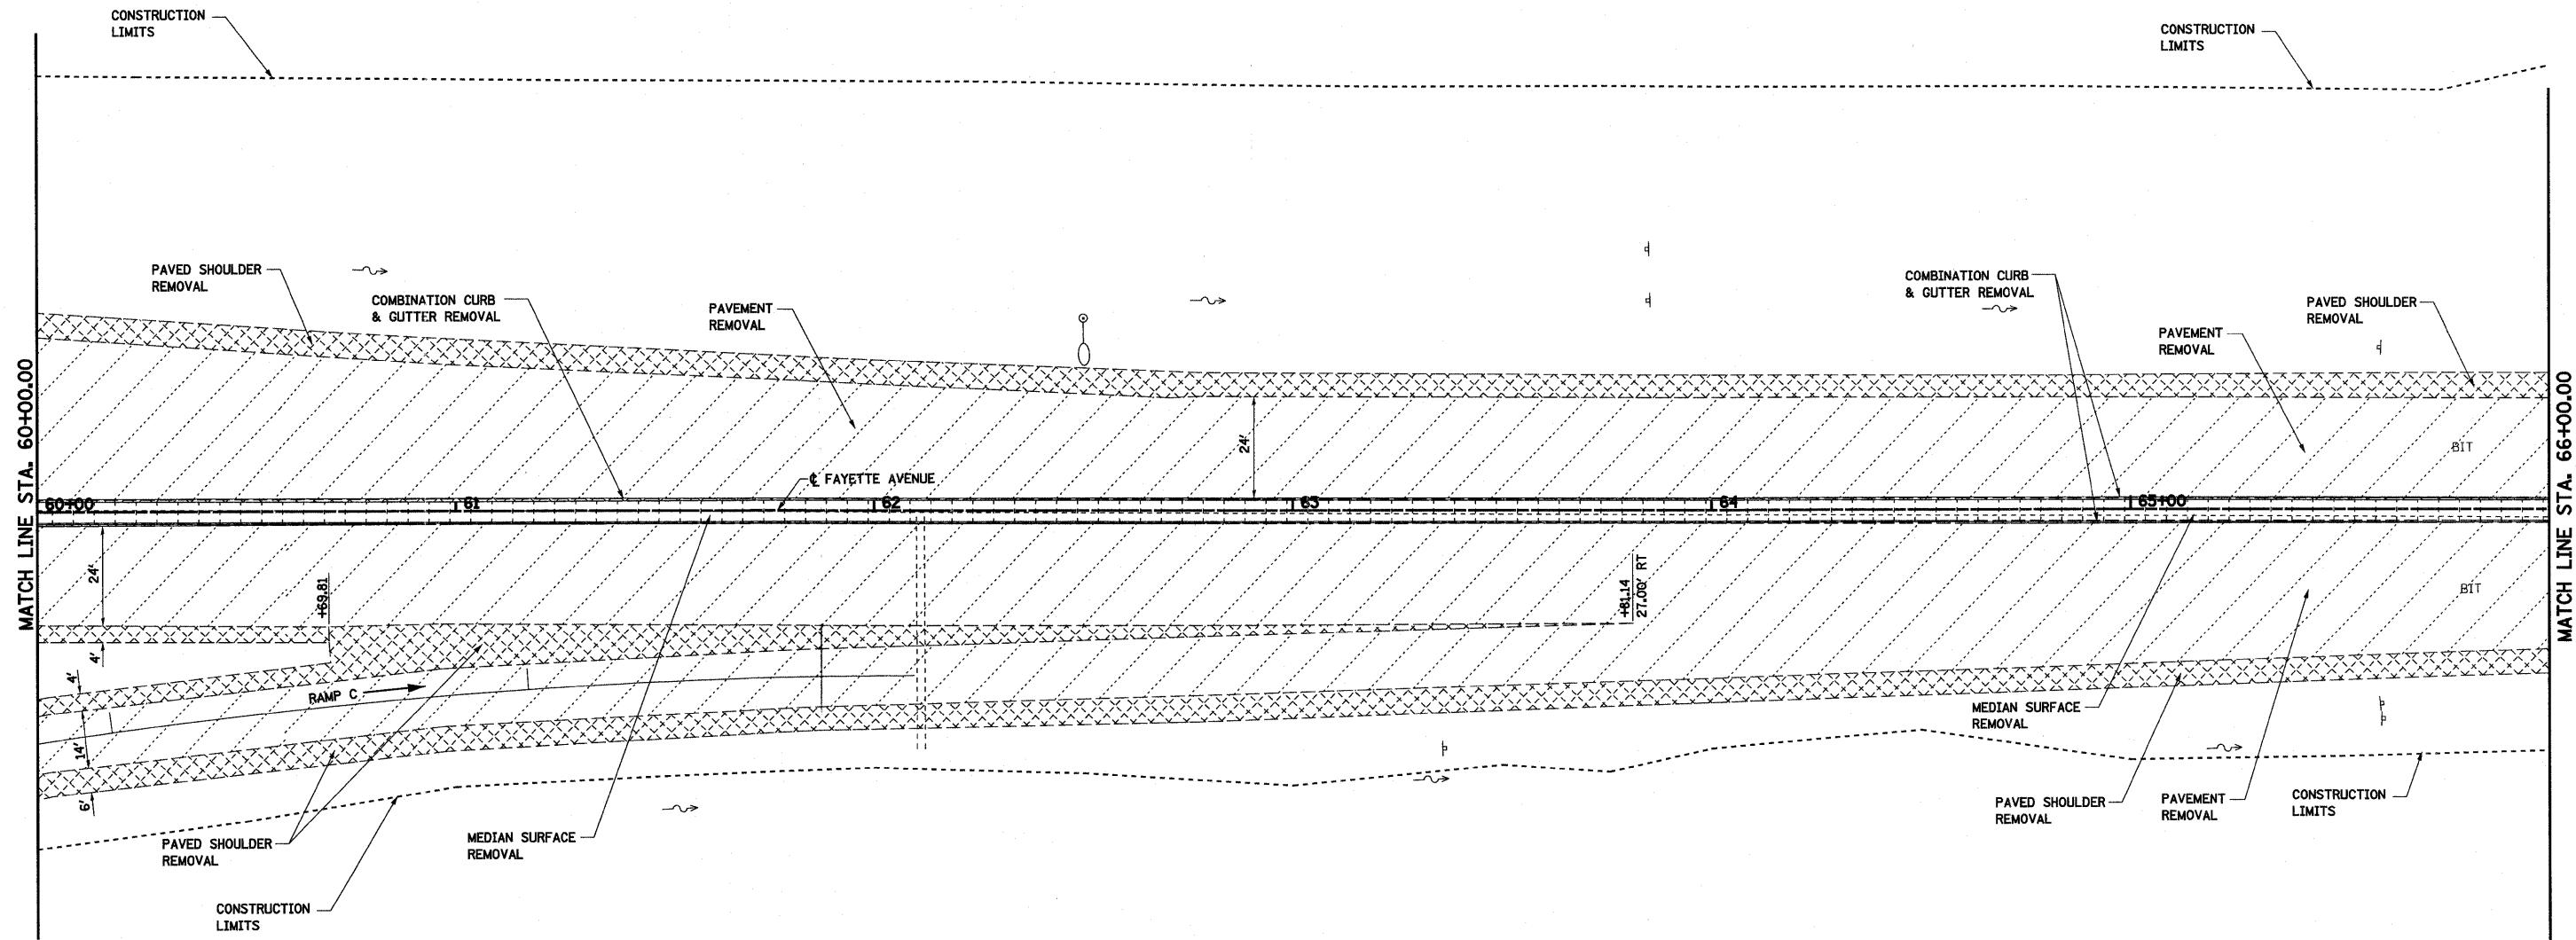 CONSTRUCTION
LIMITS
CONSTRUCTION
LIMITS
PAVED SHOULDER
REMOVAL
COMBINATION CURB
& GUTTER REMOVAL
PAVEMENT
REMOVAL
COMBINATION CURB
& GUTTER REMOVAL
PAVED SHOULDER
REMOVAL
PAVEMENT
REMOVAL
MATCH LINE STA. 60+00.00
MATCH LINE STA. 66+00.00
24'
BIT
℄ FAYETTE AVENUE
60+00
61
62
63
64
65+00
24'
+69.81
+81.14
27.00' RT
BIT
4'
4'
RAMP C
14'
6'
MEDIAN SURFACE
REMOVAL
PAVED SHOULDER
REMOVAL
MEDIAN SURFACE
REMOVAL
PAVED SHOULDER
REMOVAL
PAVEMENT
REMOVAL
CONSTRUCTION
LIMITS
CONSTRUCTION
LIMITS